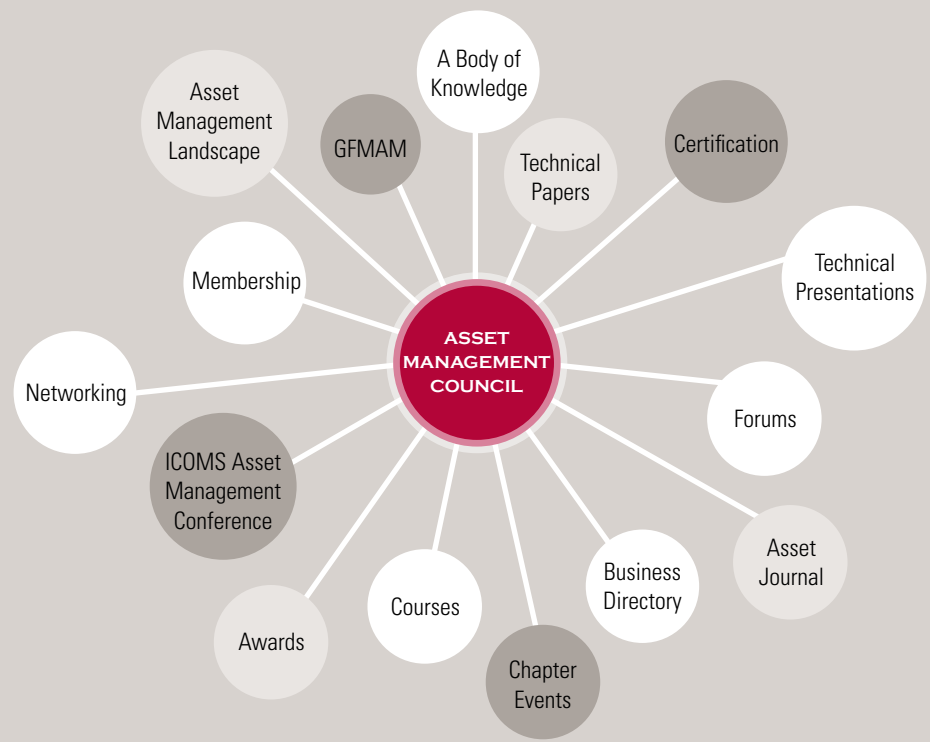 A Body of
Knowledge
Asset
Management
Landscape
GFMAM
Technical
Papers
Certification
Membership
Technical
Presentations
ASSET
MANAGEMENT
COUNCIL
Networking
Forums
ICOMS Asset
Management
Conference
Asset
Journal
Business
Directory
Courses
Awards
Chapter
Events